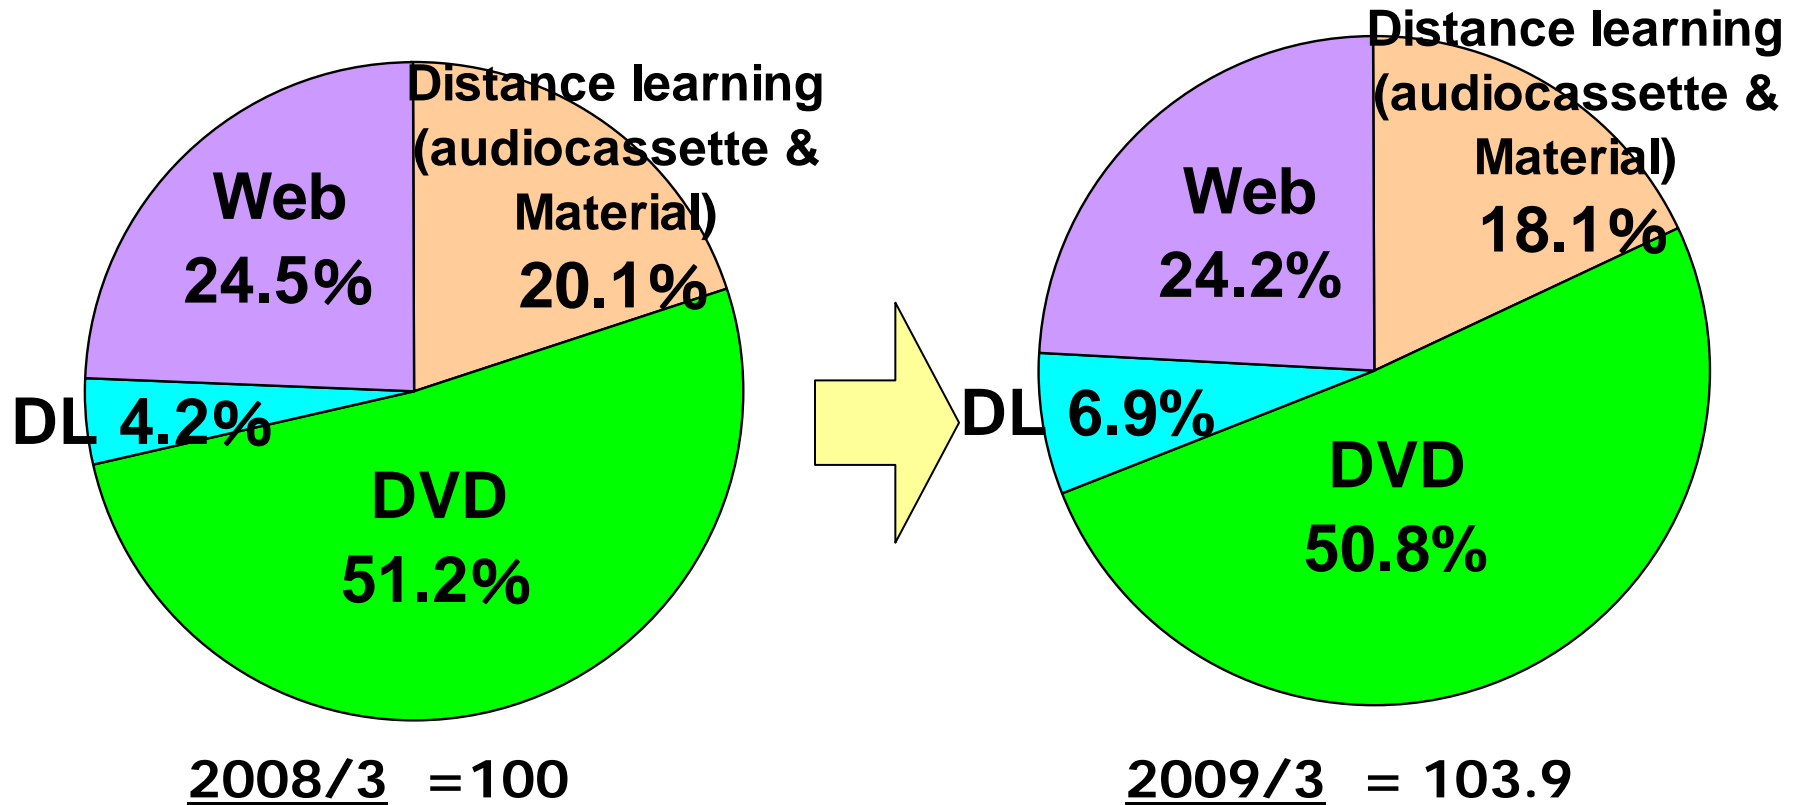 Distance learning
(audiocassette &
Material)
20.1%
Web
24.5%
DL 4.2%
DVD
51.2%
2008/3 =100
Distance learning
(audiocassette &
Material)
18.1%
Web
24.2%
DL 6.9%
DVD
50.8%
2009/3 = 103.9